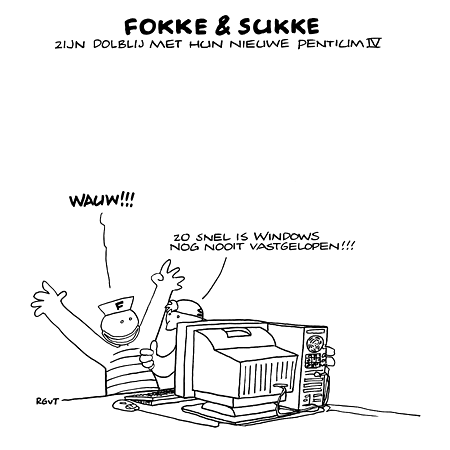 FOKKE & SUKKE
ZIJN DOLBLIJ MET HUN NIEUWE PENTIUM IV
WAUW!!!
ZO SNEL IS WINDOWS
NOG NOOIT VASTGELOPEN!!!
F
RGVT